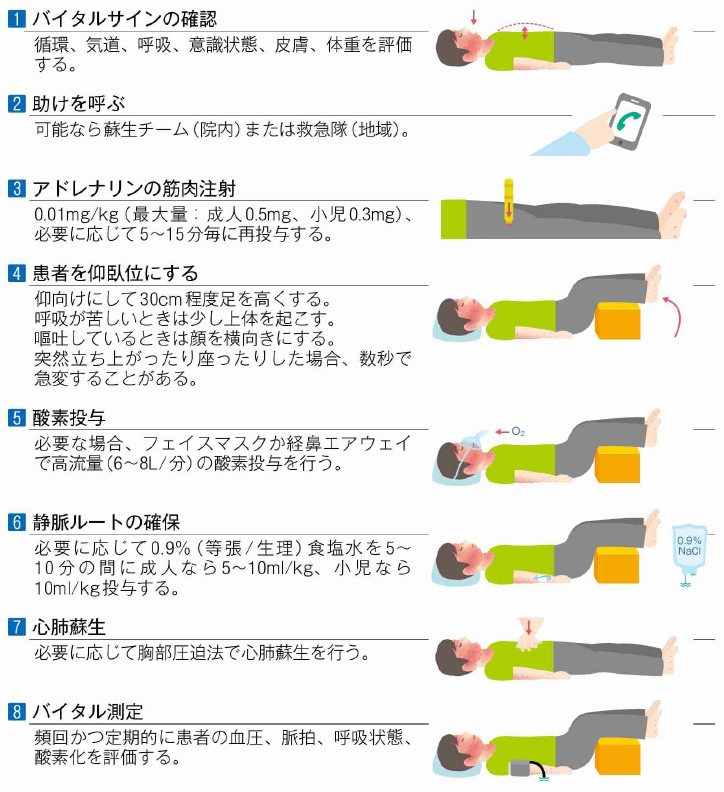 1 バイタルサインの確認
循環、気道、呼吸、意識状態、皮膚、体重を評価
する。
2 助けを呼ぶ
可能なら蘇生チーム(院内)または救急隊(地域)。
3 アドレナリンの筋肉注射
0.01mg/kg(最大量：成人0.5mg、小児0.3mg)、
必要に応じて5～15分毎に再投与する。
4 患者を仰臥位にする
仰向けにして30cm程度足を高くする。
呼吸が苦しいときは少し上体を起こす。
嘔吐しているときは顔を横向きにする。
突然立ち上がったり座ったりした場合、数秒で
急変することがある。
5 酸素投与
必要な場合、フェイスマスクか経鼻エアウェイ
で高流量(6～8L/分)の酸素投与を行う。
O₂
6 静脈ルートの確保
必要に応じて0.9%(等張/生理)食塩水を5～
10分の間に成人なら5～10ml/kg、小児なら
10ml/kg投与する。
0.9%
NaCl
7 心肺蘇生
必要に応じて胸部圧迫法で心肺蘇生を行う。
8 バイタル測定
頻回かつ定期的に患者の血圧、脈拍、呼吸状態、
酸素化を評価する。